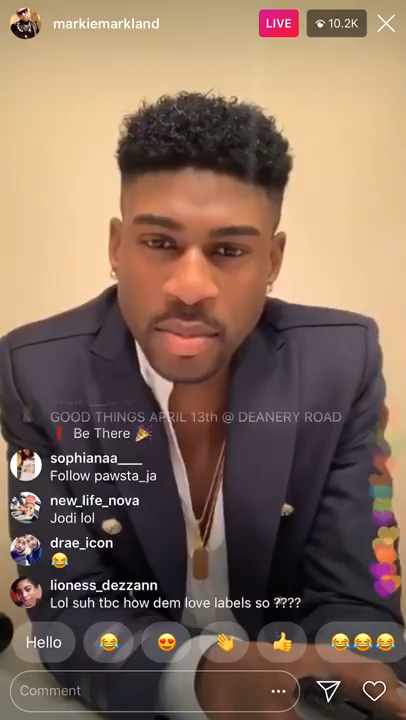 markiemarkland
LIVE
10.2K
GOOD THINGS APRIL 13th @ DEANERY ROAD
❗ Be There 🎉
sophianaa___
Follow pawsta_ja
new_life_nova
Jodi lol
drae_icon
😂
lioness_dezzann
Lol suh tbc how dem love labels so ????
Hello 😂 😍 👋 👍 😂😂😂
Comment